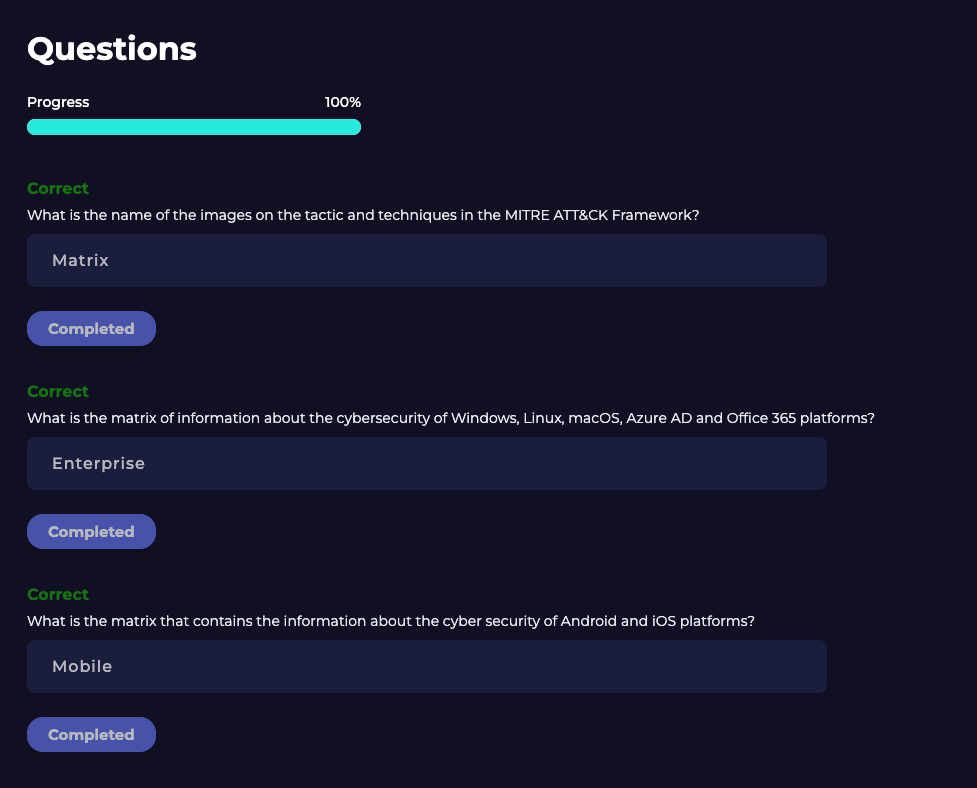 Questions
Progress 100%
Correct
What is the name of the images on the tactic and techniques in the MITRE ATT&CK Framework?
Matrix
Completed
Correct
What is the matrix of information about the cybersecurity of Windows, Linux, macOS, Azure AD and Office 365 platforms?
Enterprise
Completed
Correct
What is the matrix that contains the information about the cyber security of Android and iOS platforms?
Mobile
Completed